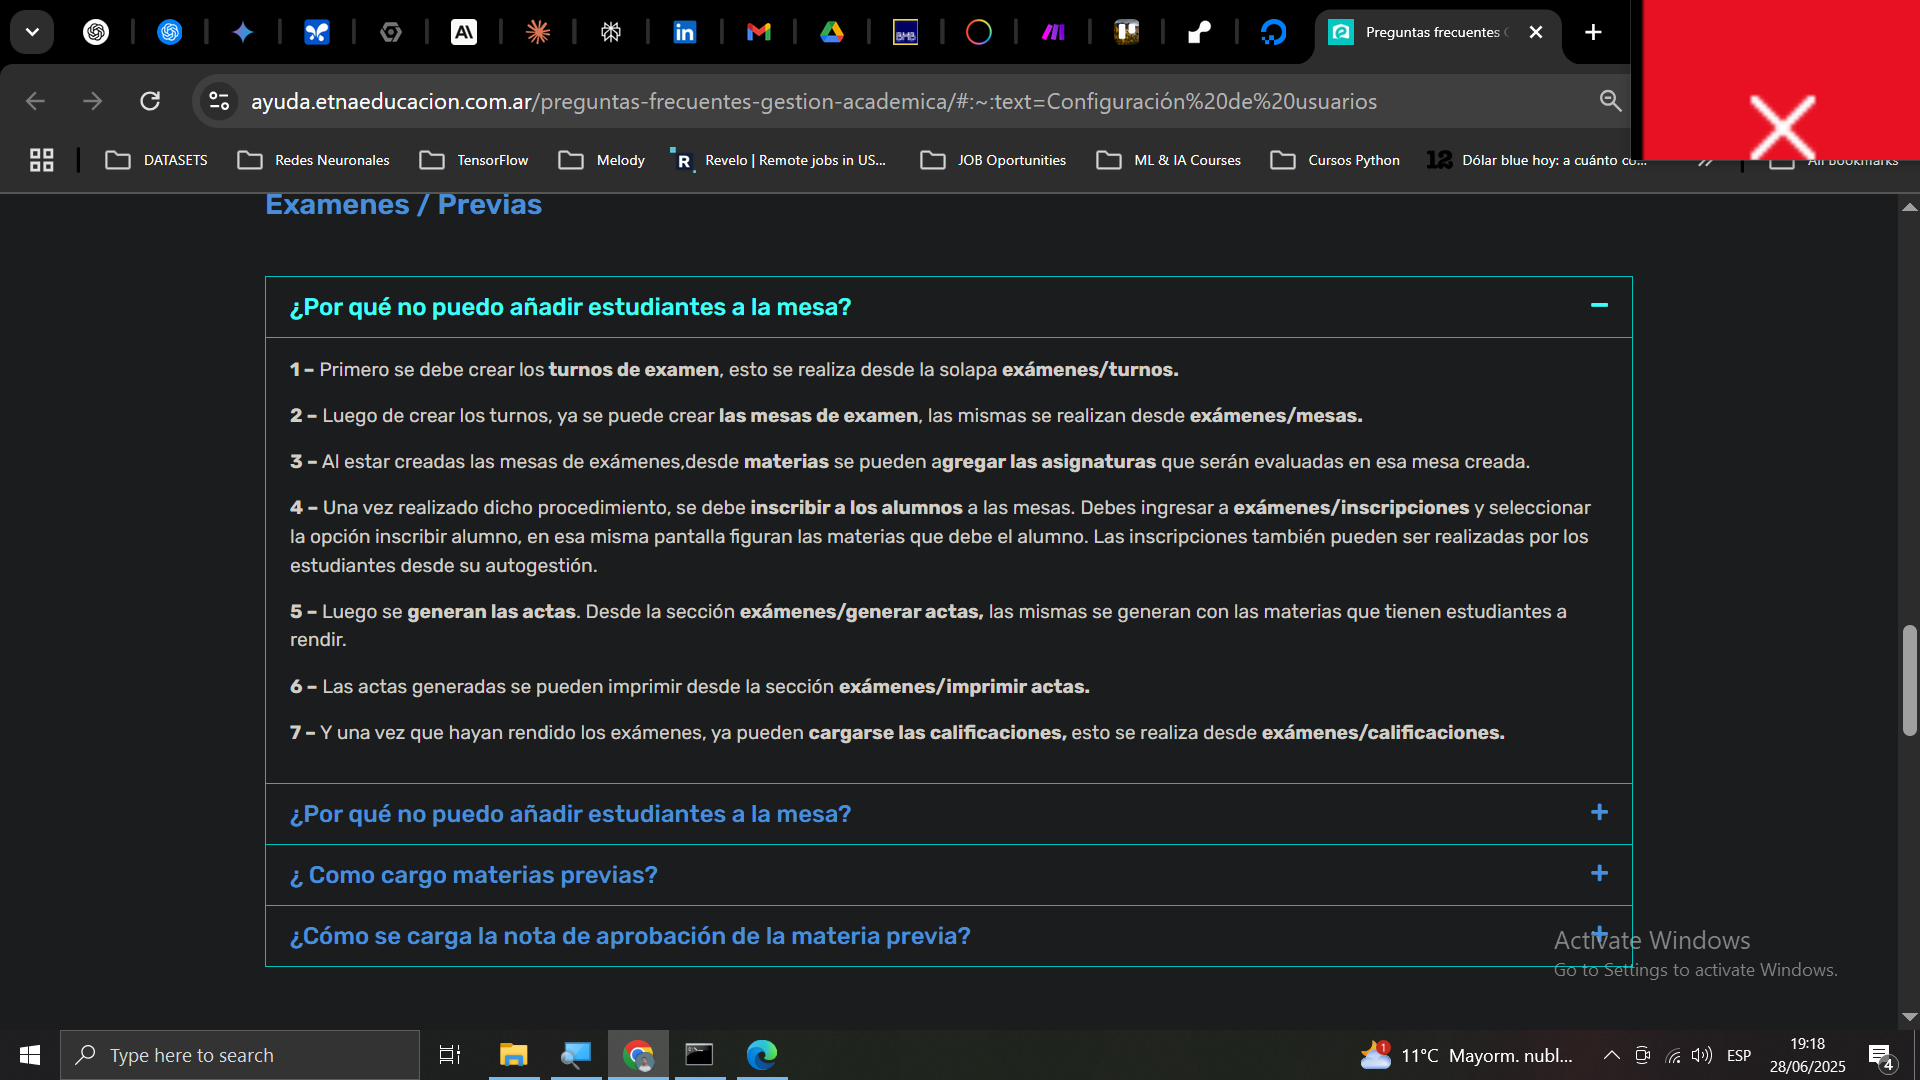 Preguntas frecuentes
ayuda.etnaeducacion.com.ar/preguntas-frecuentes-gestion-academica/#:~:text=Configuración%20de%20usuarios
DATASETS
Redes Neuronales
TensorFlow
Melody
Revelo | Remote jobs in US...
JOB Oportunities
ML & IA Courses
Cursos Python
Dólar blue hoy: a cuánto co...
All Bookmarks
Examenes / Previas
¿Por qué no puedo añadir estudiantes a la mesa?
1 – Primero se debe crear los turnos de examen, esto se realiza desde la solapa exámenes/turnos.
2 – Luego de crear los turnos, ya se puede crear las mesas de examen, las mismas se realizan desde exámenes/mesas.
3 – Al estar creadas las mesas de exámenes,desde materias se pueden agregar las asignaturas que serán evaluadas en esa mesa creada.
4 – Una vez realizado dicho procedimiento, se debe inscribir a los alumnos a las mesas. Debes ingresar a exámenes/inscripciones y seleccionar
la opción inscribir alumno, en esa misma pantalla figuran las materias que debe el alumno. Las inscripciones también pueden ser realizadas por los
estudiantes desde su autogestión.
5 – Luego se generan las actas. Desde la sección exámenes/generar actas, las mismas se generan con las materias que tienen estudiantes a
rendir.
6 – Las actas generadas se pueden imprimir desde la sección exámenes/imprimir actas.
7 – Y una vez que hayan rendido los exámenes, ya pueden cargarse las calificaciones, esto se realiza desde exámenes/calificaciones.
¿Por qué no puedo añadir estudiantes a la mesa?
¿ Como cargo materias previas?
¿Cómo se carga la nota de aprobación de la materia previa?
Activate Windows
Go to Settings to activate Windows.
Type here to search
1
11°C Mayorm. nubl...
ESP
19:18
28/06/2025
4